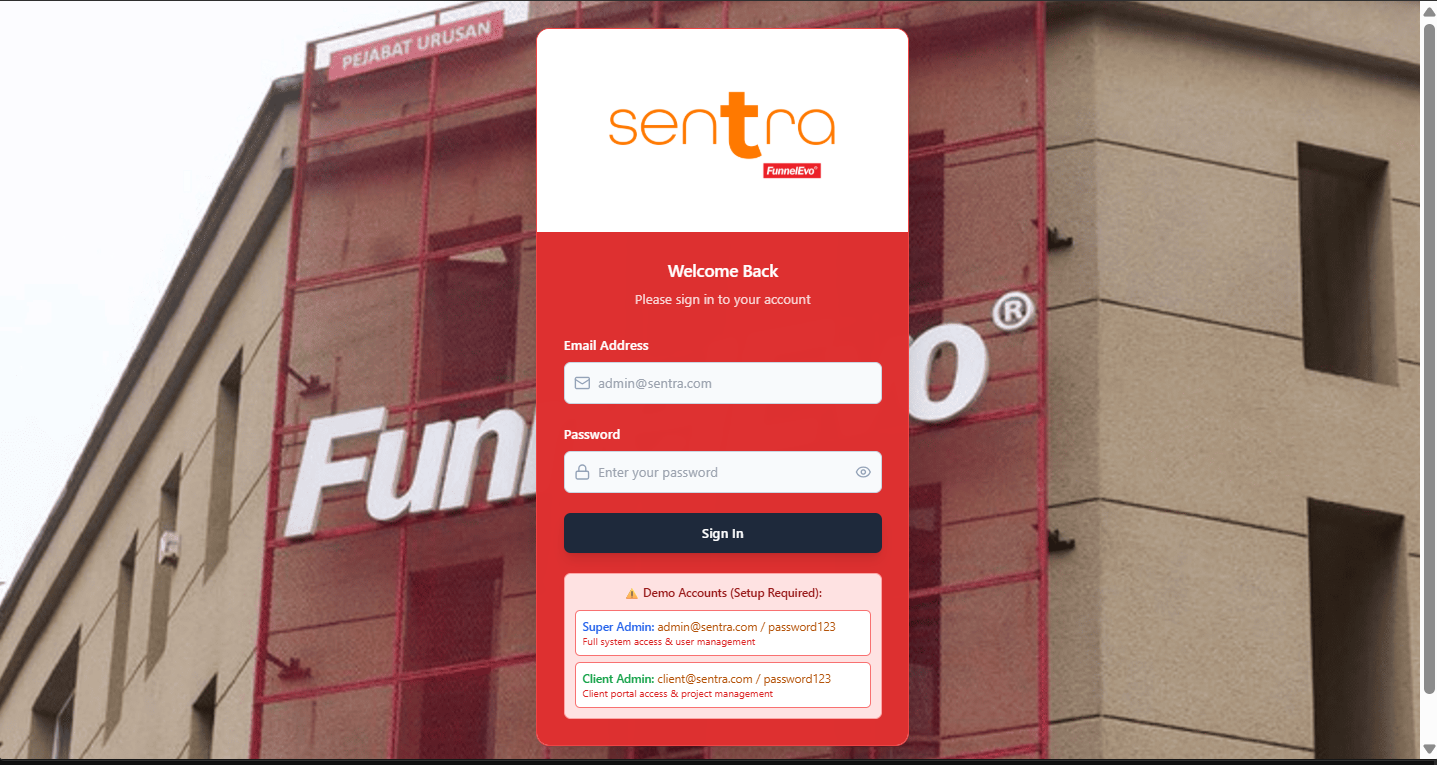 PEJABAT URUSAN
sentra
FunnelEvo®
Welcome Back
Please sign in to your account
Email Address
admin@sentra.com
Password
Enter your password
Sign In
⚠️ Demo Accounts (Setup Required):
Super Admin: admin@sentra.com / password123
Full system access & user management
Client Admin: client@sentra.com / password123
Client portal access & project management